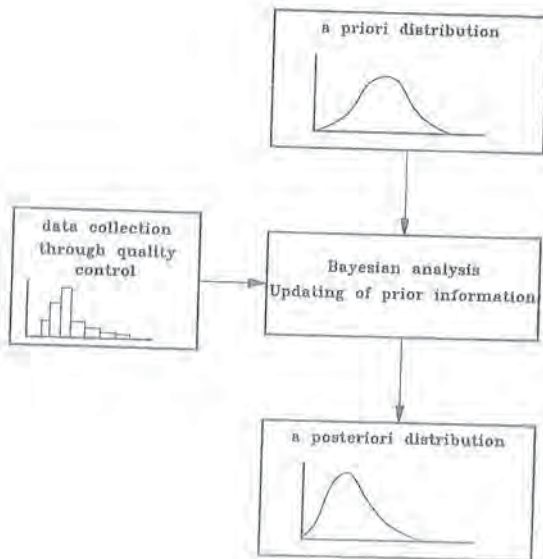 a priori distribution
data collection
through quality
control
Bayesian analysis
Updating of prior information
a posteriori distribution